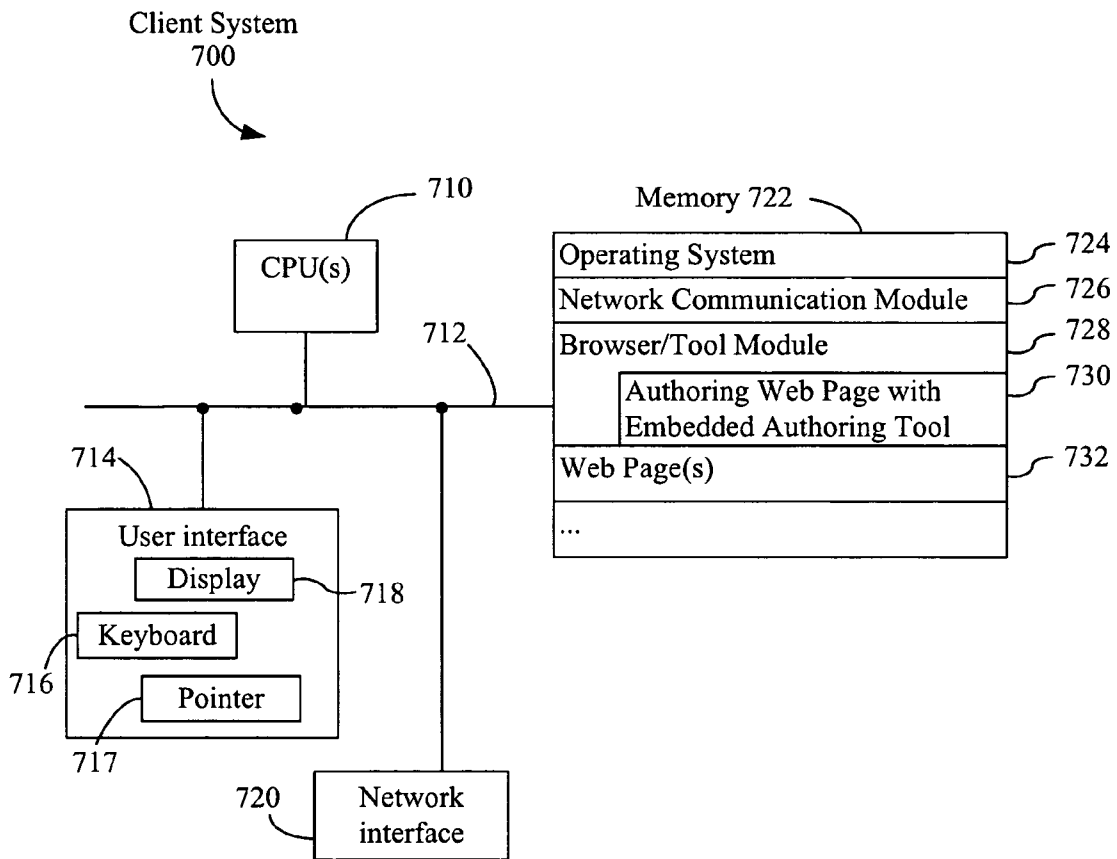 Client System
700
710
CPU(s)
Memory 722
Operating System
724
Network Communication Module
726
Browser/Tool Module
728
Authoring Web Page with
Embedded Authoring Tool
730
Web Page(s)
732
...
712
714
User interface
Display
718
Keyboard
716
Pointer
717
720
Network
interface